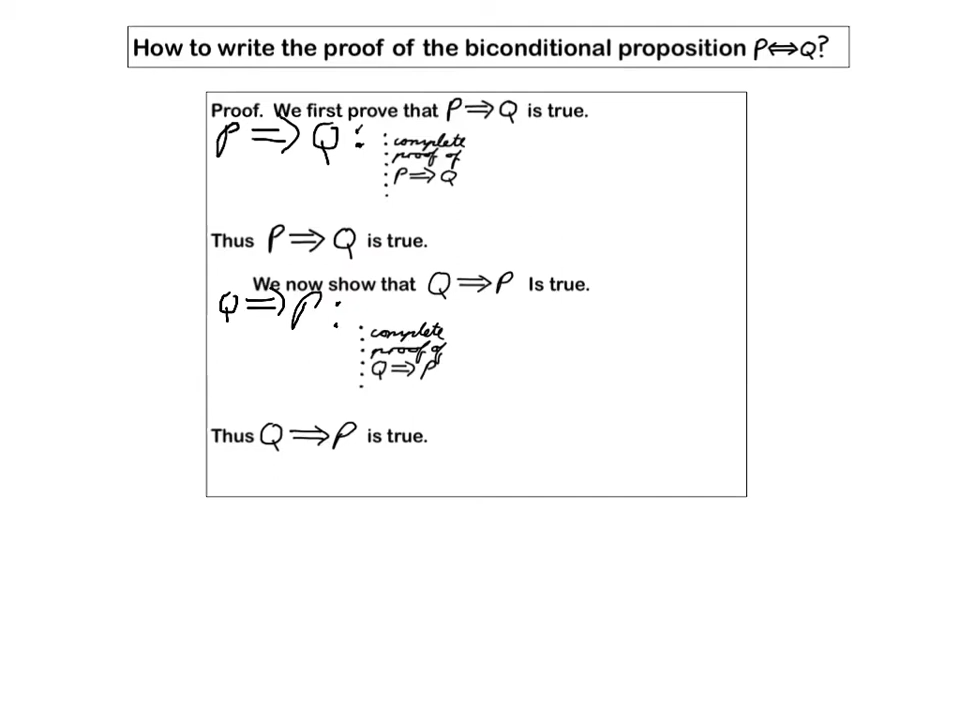 How to write the proof of the biconditional proposition P⟺Q?
Proof. We first prove that P⟹Q is true.
P⟹Q:
complete
proof of
P⟹Q
Thus P⟹Q is true.
We now show that Q⟹P Is true.
Q⟹P:
complete
proof of
Q⟹P
Thus Q⟹P is true.